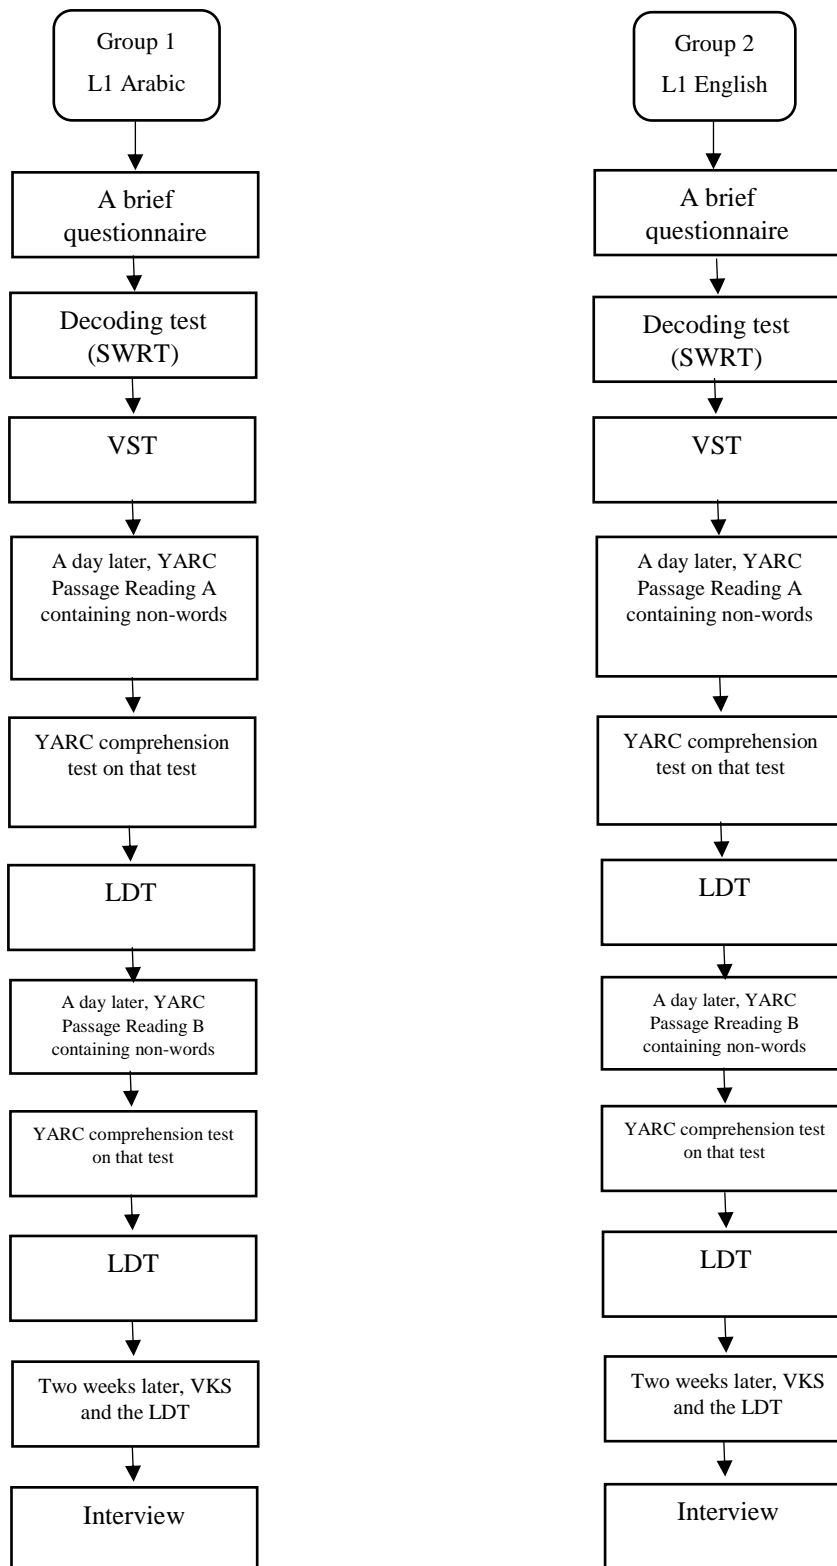 Group 1
L1 Arabic
A brief
questionnaire
Decoding test
(SWRT)
VST
A day later, YARC
Passage Reading A
containing non-words
YARC comprehension
test on that test
LDT
A day later, YARC
Passage Reading B
containing non-words
YARC comprehension test
on that test
LDT
Two weeks later, VKS
and the LDT
Interview
Group 2
L1 English
A brief
questionnaire
Decoding test
(SWRT)
VST
A day later, YARC
Passage Reading A
containing non-words
YARC comprehension
test on that test
LDT
A day later, YARC
Passage Rreading B
containing non-words
YARC comprehension test
on that test
LDT
Two weeks later, VKS
and the LDT
Interview